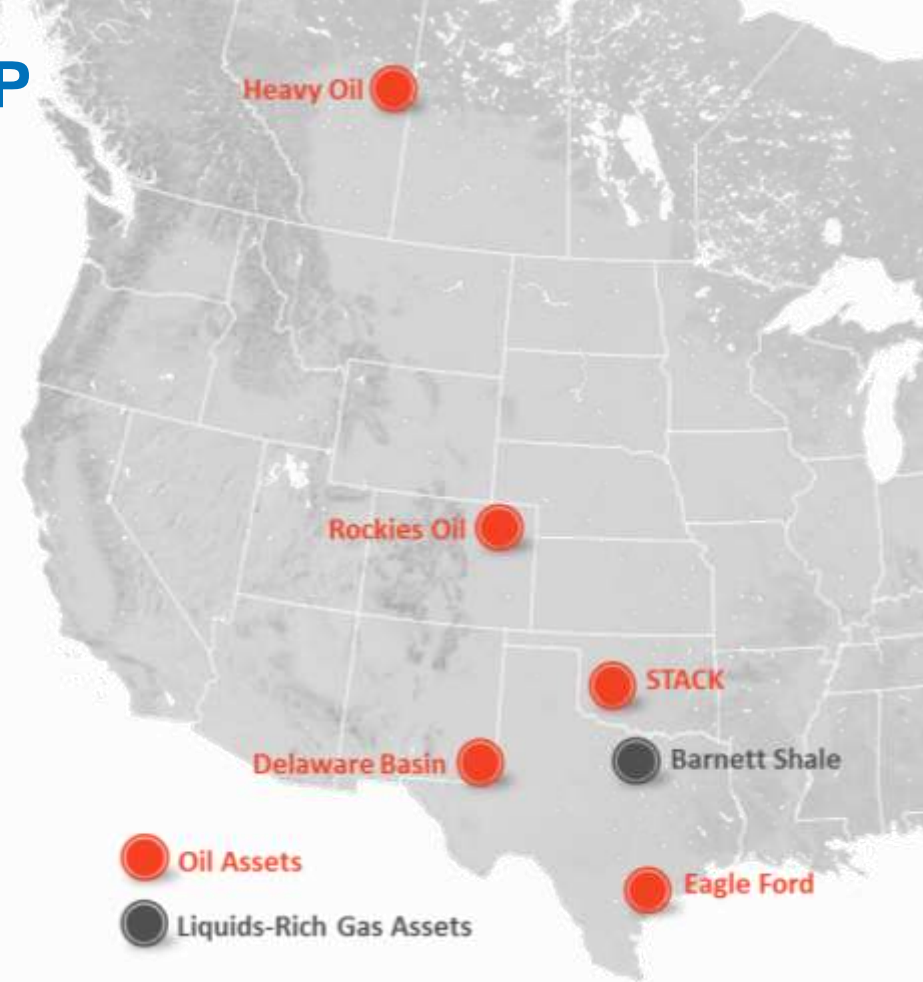 P
Heavy Oil
Rockies Oil
STACK
Barnett Shale
Delaware Basin
Oil Assets
Eagle Ford
Liquids-Rich Gas Assets